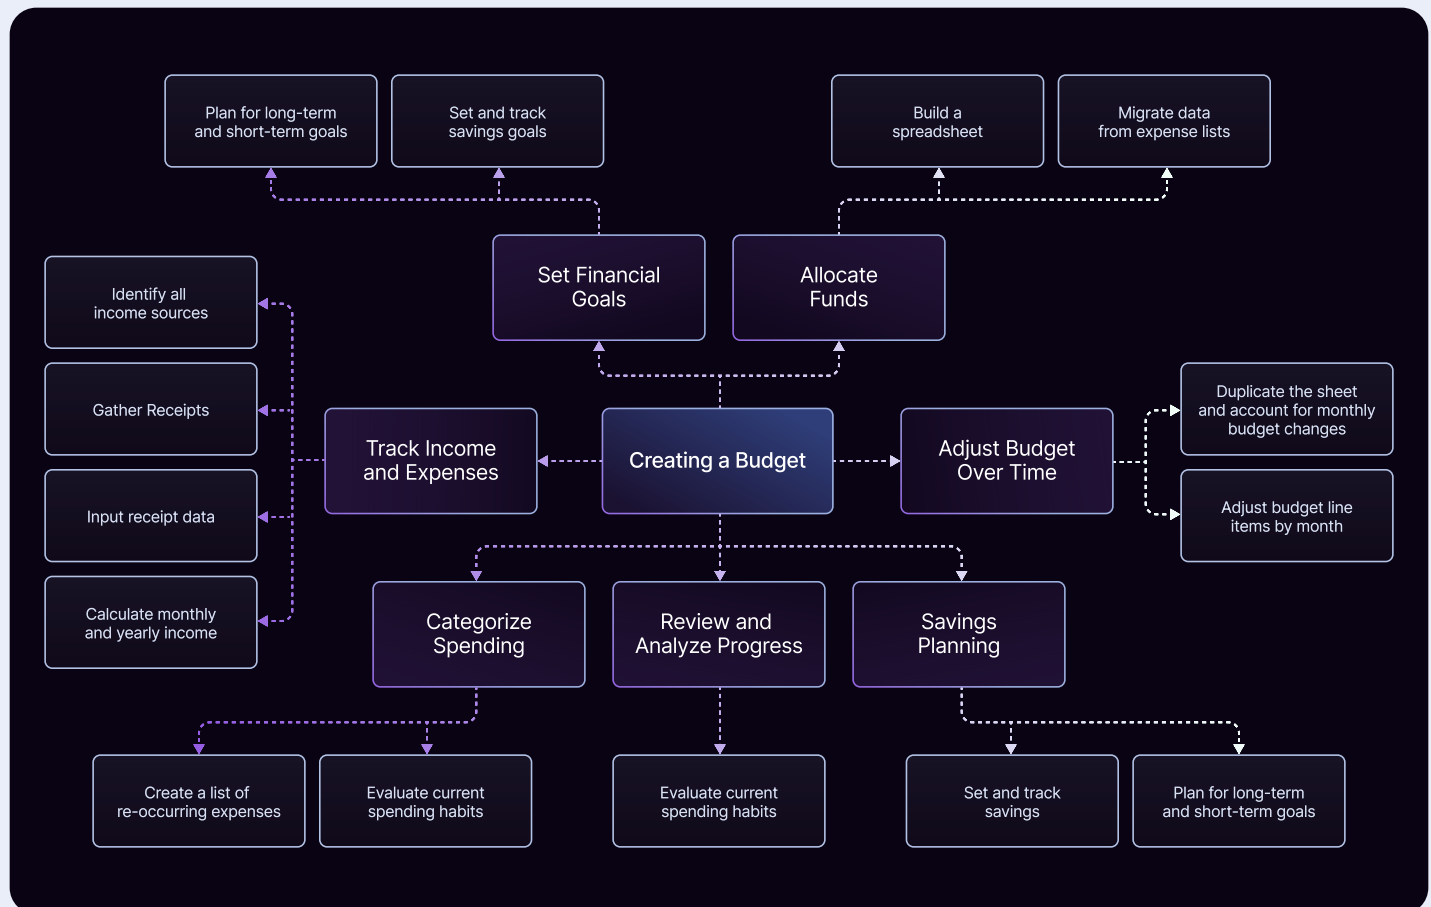 Plan for long-term
and short-term goals
Set and track
savings goals
Build a
spreadsheet
Migrate data
from expense lists
Set Financial
Goals
Allocate
Funds
Identify all
income sources
Gather Receipts
Input receipt data
Calculate monthly
and yearly income
Track Income
and Expenses
Creating a Budget
Adjust Budget
Over Time
Duplicate the sheet
and account for monthly
budget changes
Adjust budget line
items by month
Categorize
Spending
Review and
Analyze Progress
Savings
Planning
Create a list of
re-occurring expenses
Evaluate current
spending habits
Evaluate current
spending habits
Set and track
savings
Plan for long-term
and short-term goals